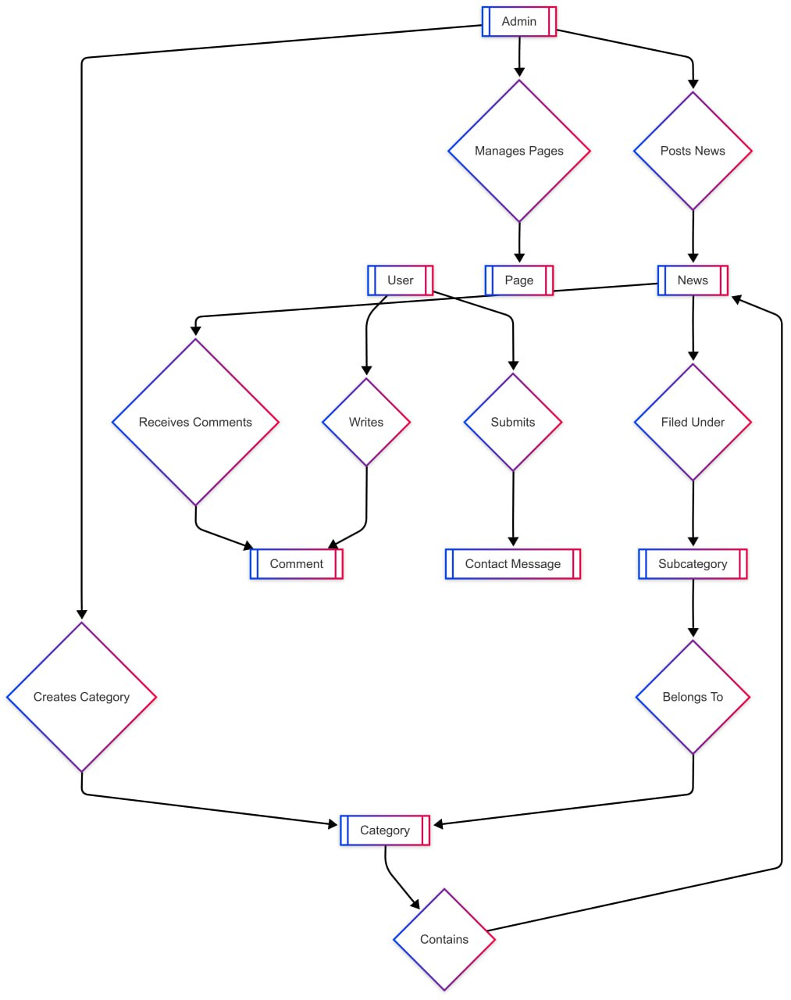 Admin
Manages Pages
Posts News
User
Page
News
Receives Comments
Writes
Submits
Filed Under
Comment
Contact Message
Subcategory
Creates Category
Belongs To
Category
Contains